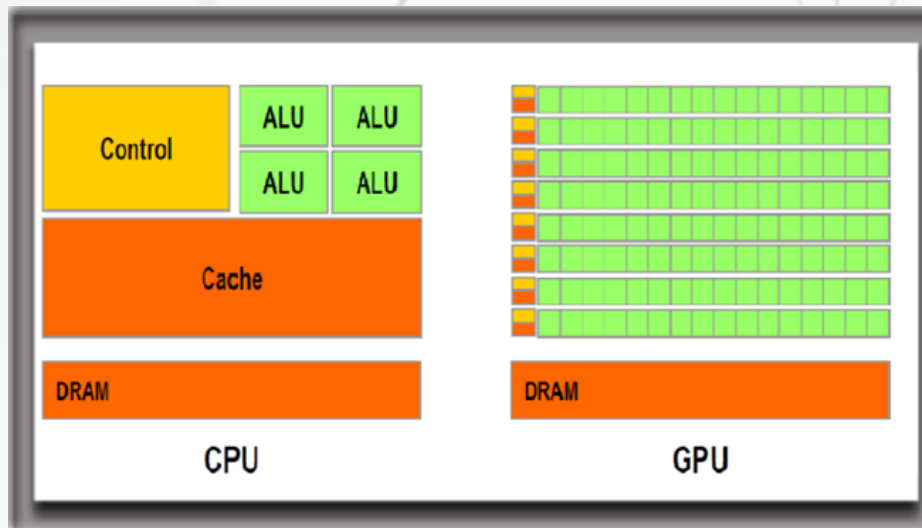 Control
ALU ALU
ALU ALU
Cache
DRAM
CPU
DRAM
GPU